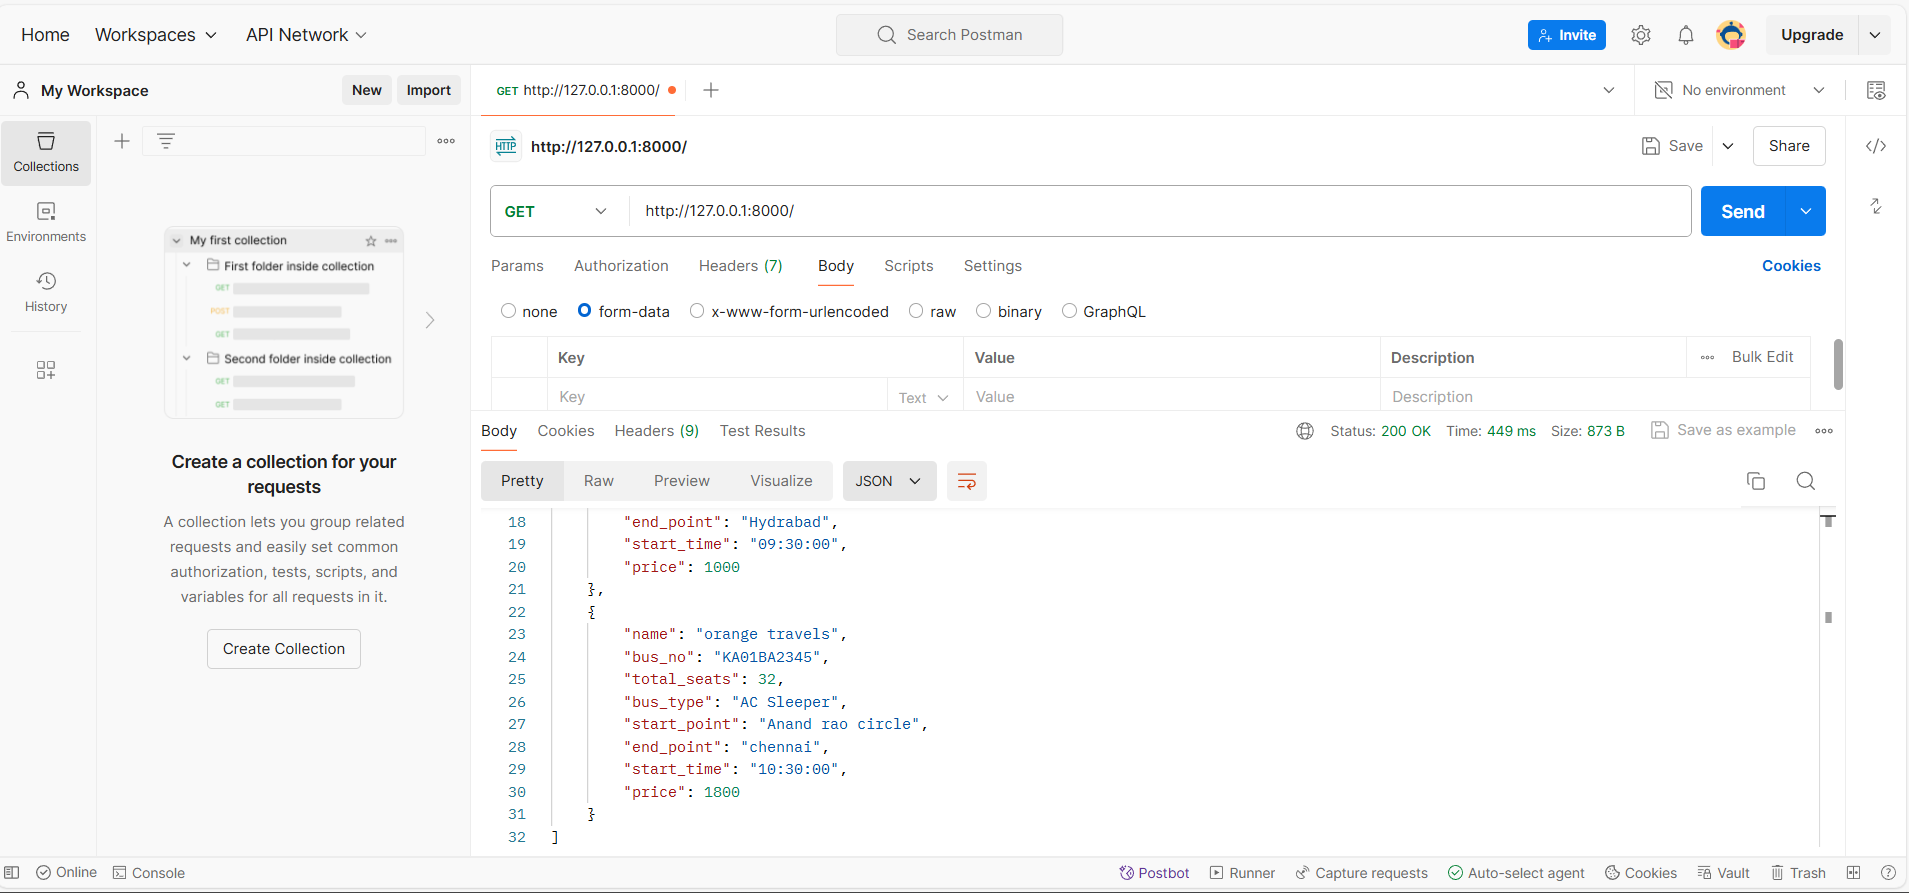 Home Workspaces API Network Search Postman Invite Upgrade
My Workspace New Import GET http://127.0.0.1:8000/ No environment
Collections
Environments
History
My first collection
First folder inside collection
GET
POST
GET
Second folder inside collection
GET
GET
Create a collection for your
requests
A collection lets you group related
requests and easily set common
authorization, tests, scripts, and
variables for all requests in it.
Create Collection
HTTP http://127.0.0.1:8000/ Save Share
GET http://127.0.0.1:8000/ Send
Params Authorization Headers (7) Body Scripts Settings Cookies
none form-data x-www-form-urlencoded raw binary GraphQL
Key Value Description Bulk Edit
Key Text Value Description
Body Cookies Headers (9) Test Results Status: 200 OK Time: 449 ms Size: 873 B Save as example
Pretty Raw Preview Visualize JSON
18 "end_point": "Hydrabad",
19 "start_time": "09:30:00",
20 "price": 1000
21 },
22 {
23 "name": "orange travels",
24 "bus_no": "KA01BA2345",
25 "total_seats": 32,
26 "bus_type": "AC Sleeper",
27 "start_point": "Anand rao circle",
28 "end_point": "chennai",
29 "start_time": "10:30:00",
30 "price": 1800
31 }
32 ]
Online Console Postbot Runner Capture requests Auto-select agent Cookies Vault Trash